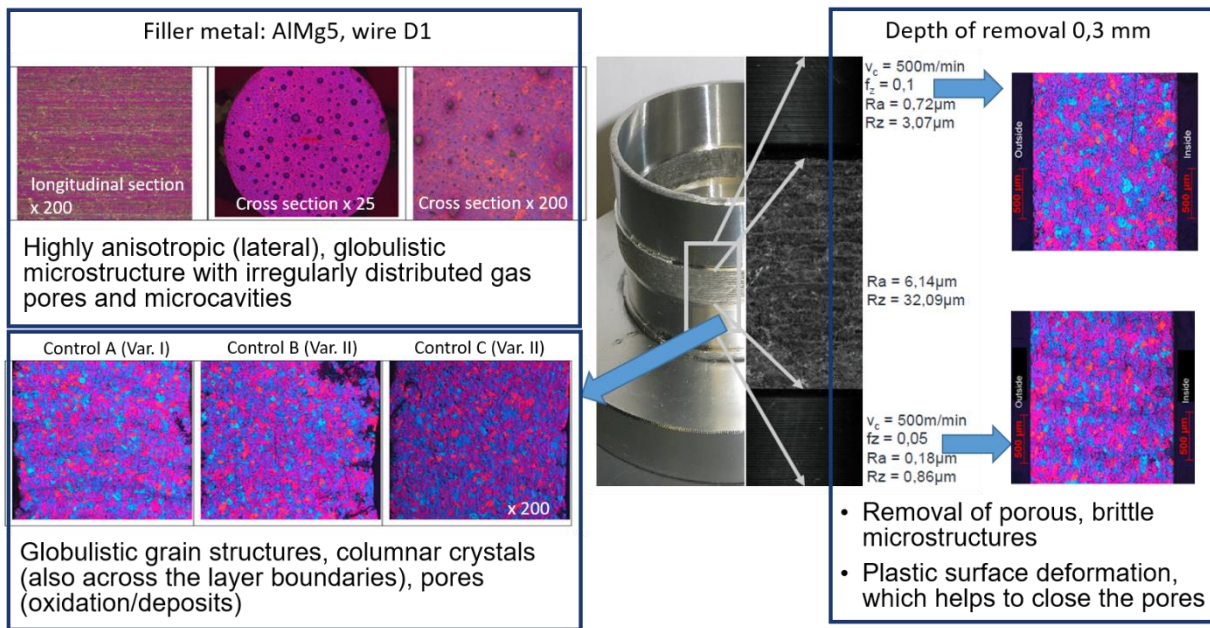 Filler metal: AlMg5, wire D1
longitudinal section
x 200
Cross section x 25
Cross section x 200
Highly anisotropic (lateral), globulistic
microstructure with irregularly distributed gas
pores and microcavities
Control A (Var. I)
Control B (Var. II)
Control C (Var. II)
x 200
Globulistic grain structures, columnar crystals
(also across the layer boundaries), pores
(oxidation/deposits)
v_c = 500m/min
f_z = 0,1
Ra = 0,72µm
Rz = 3,07µm
Ra = 6,14µm
Rz = 32,09µm
v_c = 500m/min
fz = 0,05
Ra = 0,18µm
Rz = 0,86µm
Depth of removal 0,3 mm
Outside
500 µm
Inside
500 µm
Outside
500 µm
Inside
500 µm
• Removal of porous, brittle
microstructures
• Plastic surface deformation,
which helps to close the pores